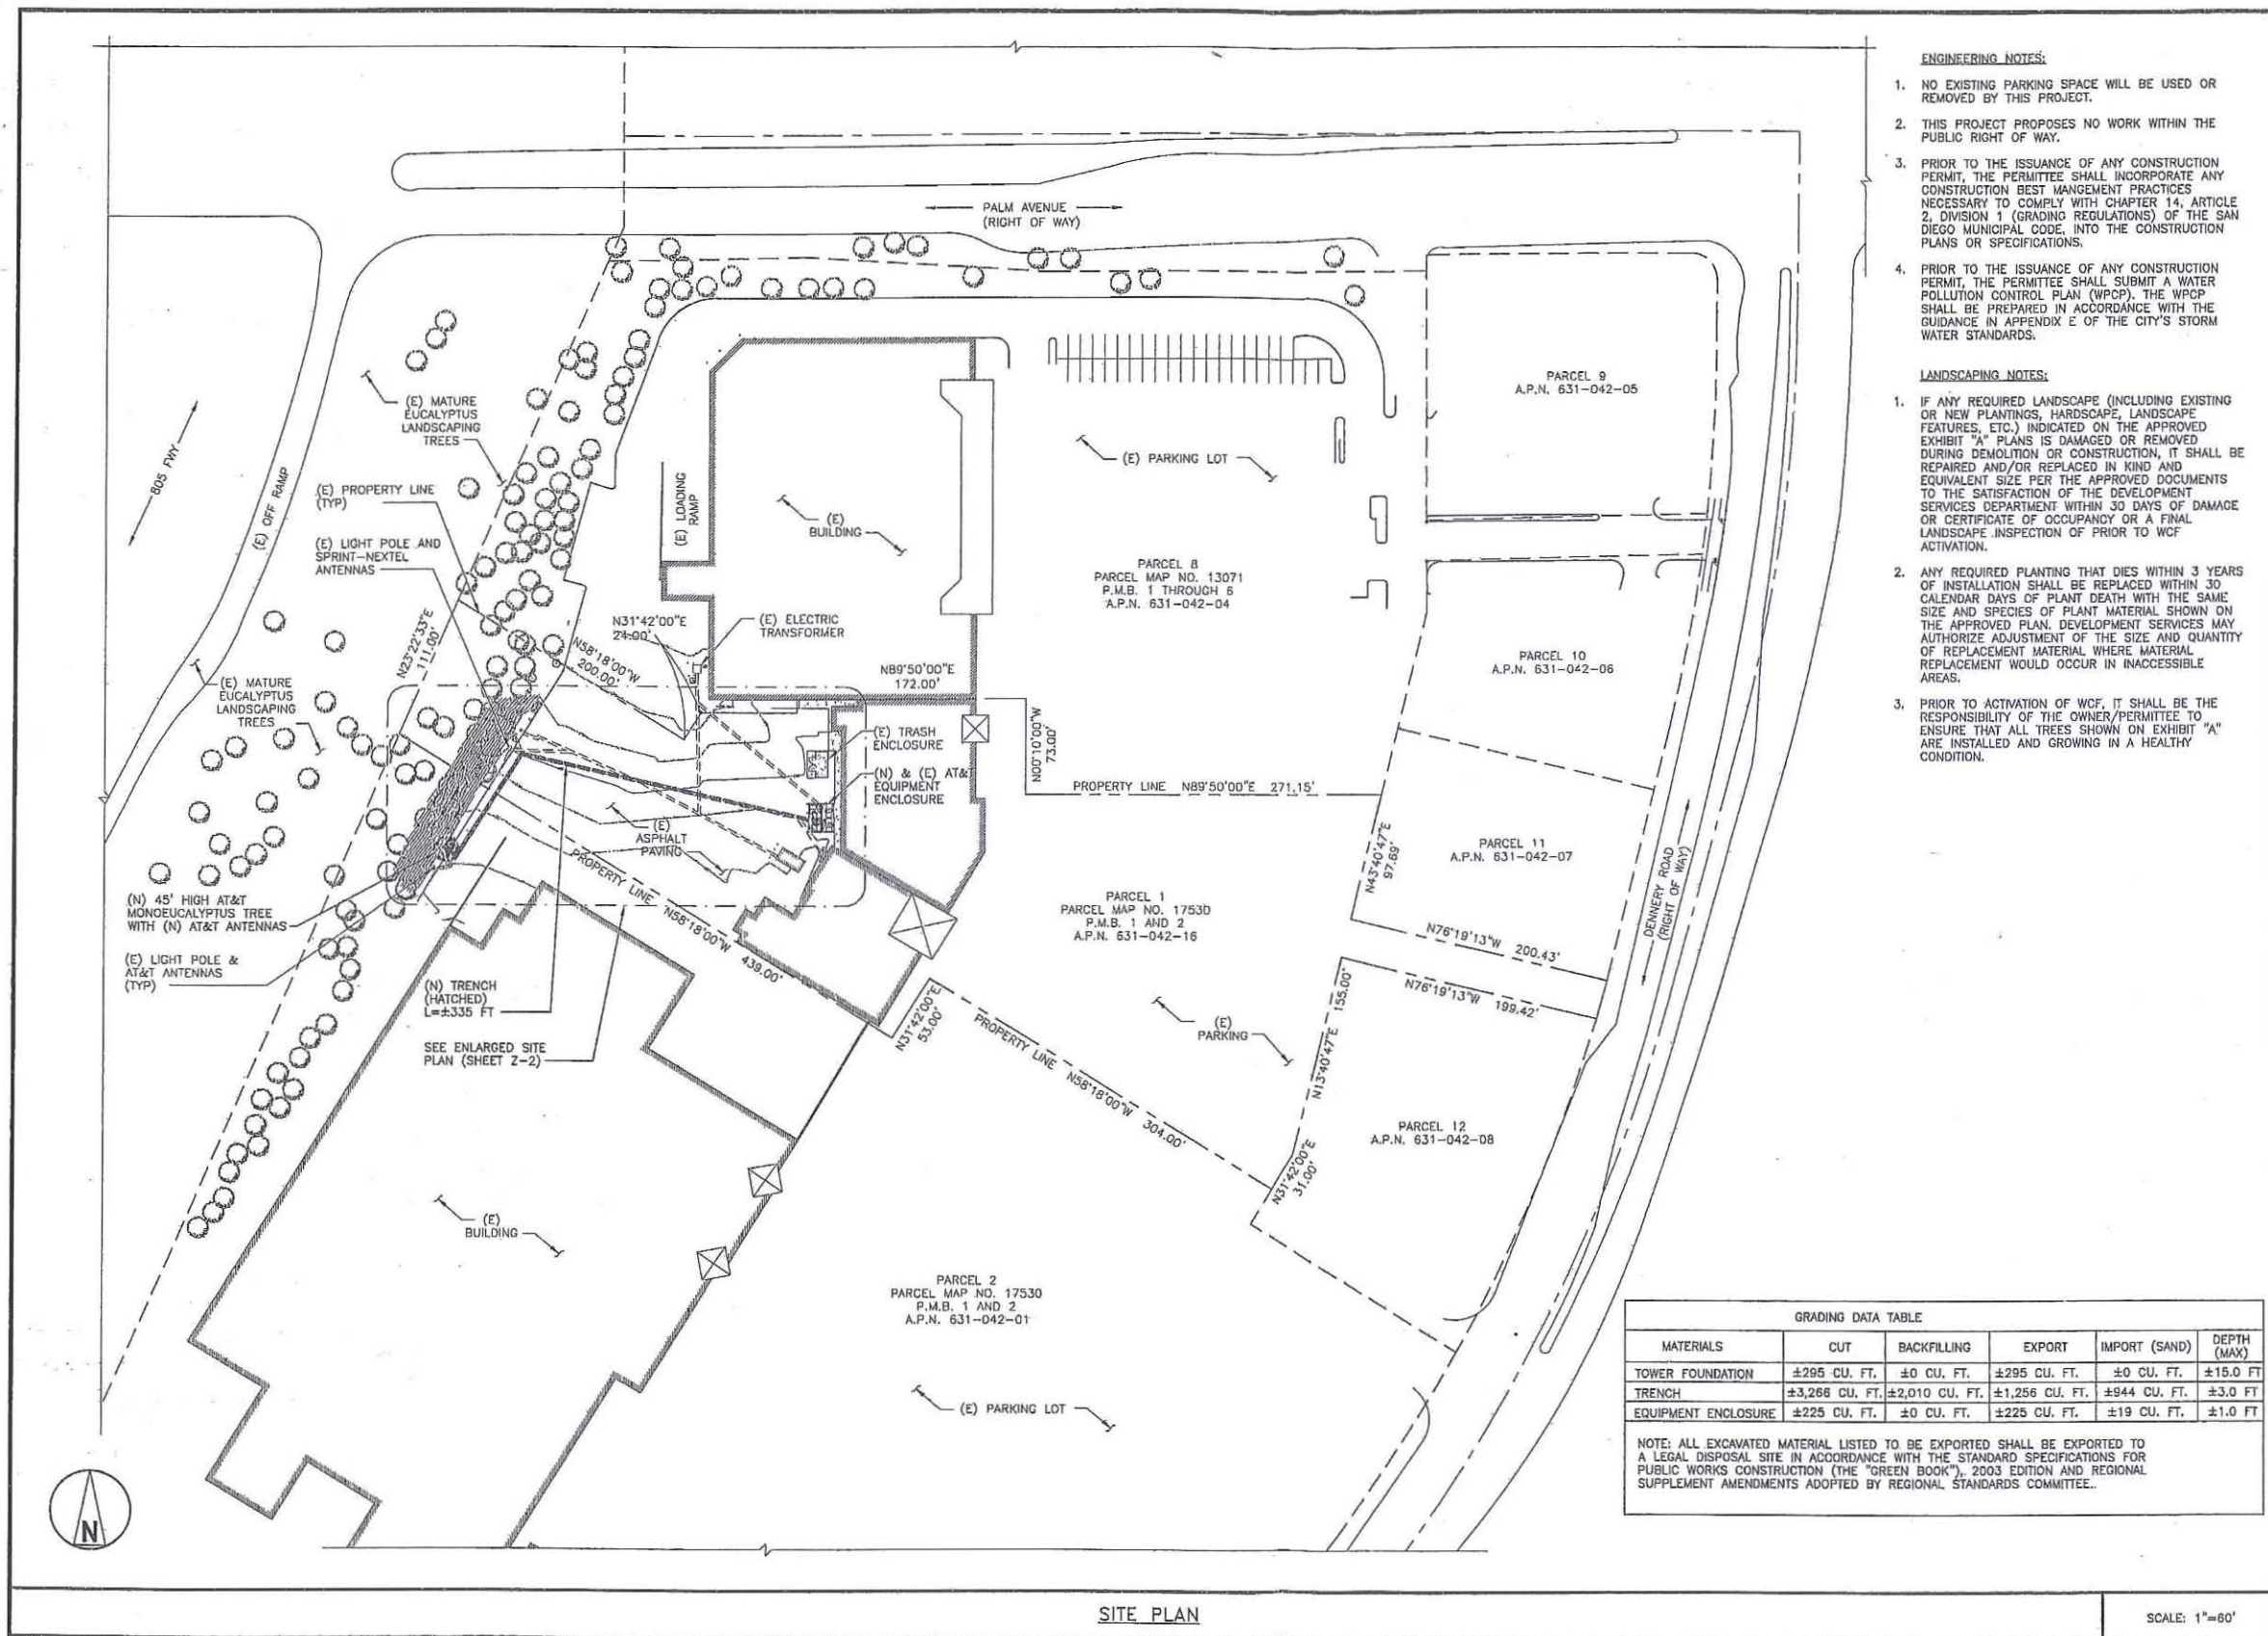 ENGINEERING NOTES:
1. NO EXISTING PARKING SPACE WILL BE USED OR
REMOVED BY THIS PROJECT.
2. THIS PROJECT PROPOSES NO WORK WITHIN THE
PUBLIC RIGHT OF WAY.
3. PRIOR TO THE ISSUANCE OF ANY CONSTRUCTION
PERMIT, THE PERMITTEE SHALL INCORPORATE ANY
CONSTRUCTION BEST MANGEMENT PRACTICES
NECESSARY TO COMPLY WITH CHAPTER 14, ARTICLE
2, DIVISION 1 (GRADING REGULATIONS) OF THE SAN
DIEGO MUNICIPAL CODE, INTO THE CONSTRUCTION
PLANS OR SPECIFICATIONS.
4. PRIOR TO THE ISSUANCE OF ANY CONSTRUCTION
PERMIT, THE PERMITTEE SHALL SUBMIT A WATER
POLLUTION CONTROL PLAN (WPCP). THE WPCP
SHALL BE PREPARED IN ACCORDANCE WITH THE
GUIDANCE IN APPENDIX E OF THE CITY'S STORM
WATER STANDARDS.
LANDSCAPING NOTES:
1. IF ANY REQUIRED LANDSCAPE (INCLUDING EXISTING
OR NEW PLANTINGS, HARDSCAPE, LANDSCAPE
FEATURES, ETC.) INDICATED ON THE APPROVED
EXHIBIT "A" PLANS IS DAMAGED OR REMOVED
DURING DEMOLITION OR CONSTRUCTION, IT SHALL BE
REPAIRED AND/OR REPLACED IN KIND AND
EQUIVALENT SIZE PER THE APPROVED DOCUMENTS
TO THE SATISFACTION OF THE DEVELOPMENT
SERVICES DEPARTMENT WITHIN 30 DAYS OF DAMAGE
OR CERTIFICATE OF OCCUPANCY OR A FINAL
LANDSCAPE INSPECTION OF PRIOR TO WCF
ACTIVATION.
2. ANY REQUIRED PLANTING THAT DIES WITHIN 3 YEARS
OF INSTALLATION SHALL BE REPLACED WITHIN 30
CALENDAR DAYS OF PLANT DEATH WITH THE SAME
SIZE AND SPECIES OF PLANT MATERIAL SHOWN ON
THE APPROVED PLAN. DEVELOPMENT SERVICES MAY
AUTHORIZE ADJUSTMENT OF THE SIZE AND QUANTITY
OF REPLACEMENT MATERIAL WHERE MATERIAL
REPLACEMENT WOULD OCCUR IN INACCESSIBLE
AREAS.
3. PRIOR TO ACTIVATION OF WCF, IT SHALL BE THE
RESPONSIBILITY OF THE OWNER/PERMITTEE TO
ENSURE THAT ALL TREES SHOWN ON EXHIBIT "A"
ARE INSTALLED AND GROWING IN A HEALTHY
CONDITION.
PALM AVENUE
(RIGHT OF WAY)
805 FWY
(E) OFF RAMP
(E) MATURE
EUCALYPTUS
LANDSCAPING
TREES
(E) PROPERTY LINE
(TYP)
(E) LIGHT POLE AND
SPRINT-NEXTEL
ANTENNAS
(E) LOADING
RAMP
(E)
BUILDING
(E) PARKING LOT
PARCEL 9
A.P.N. 631-042-05
PARCEL 8
PARCEL MAP NO. 13071
P.M.B. 1 THROUGH 6
A.P.N. 631-042-04
N23°22'33"E
111.00'
N31°42'00"E
24.00'
N58°18'00"W
200.00'
(E) ELECTRIC
TRANSFORMER
N89°50'00"E
172.00'
PARCEL 10
A.P.N. 631-042-06
(E) MATURE
EUCALYPTUS
LANDSCAPING
TREES
(E) TRASH
ENCLOSURE
(N) & (E) AT&T
EQUIPMENT
ENCLOSURE
N00°10'00"W
73.00'
PROPERTY LINE N89°50'00"E 271.15'
(E)
ASPHALT
PAVING
N43°40'47"E
97.69'
PARCEL 11
A.P.N. 631-042-07
DENNERY ROAD
(RIGHT OF WAY)
(N) 45' HIGH AT&T
MONOEUCALYPTUS TREE
WITH (N) AT&T ANTENNAS
(E) LIGHT POLE &
AT&T ANTENNAS
(TYP)
PROPERTY LINE N58°18'00"W 439.00'
PARCEL 1
PARCEL MAP NO. 17530
P.M.B. 1 AND 2
A.P.N. 631-042-16
N76°19'13"W 200.43'
(N) TRENCH
(HATCHED)
L=±335 FT
N31°42'00"E
53.00'
N76°19'13"W 199.42'
SEE ENLARGED SITE
PLAN (SHEET Z-2)
PROPERTY LINE N58°18'00"W 304.00'
(E)
PARKING
N13°40'47"E 155.00'
PARCEL 12
A.P.N. 631-042-08
N31°42'00"E
31.00'
(E)
BUILDING
PARCEL 2
PARCEL MAP NO. 17530
P.M.B. 1 AND 2
A.P.N. 631-042-01
(E) PARKING LOT
N
GRADING DATA TABLE
MATERIALS CUT BACKFILLING EXPORT IMPORT (SAND) DEPTH (MAX)
TOWER FOUNDATION ±295 CU. FT. ±0 CU. FT. ±295 CU. FT. ±0 CU. FT. ±15.0 FT
TRENCH ±3,266 CU. FT. ±2,010 CU. FT. ±1,256 CU. FT. ±944 CU. FT. ±3.0 FT
EQUIPMENT ENCLOSURE ±225 CU. FT. ±0 CU. FT. ±225 CU. FT. ±19 CU. FT. ±1.0 FT
NOTE: ALL EXCAVATED MATERIAL LISTED TO BE EXPORTED SHALL BE EXPORTED TO
A LEGAL DISPOSAL SITE IN ACCORDANCE WITH THE STANDARD SPECIFICATIONS FOR
PUBLIC WORKS CONSTRUCTION (THE "GREEN BOOK"), 2003 EDITION AND REGIONAL
SUPPLEMENT AMENDMENTS ADOPTED BY REGIONAL STANDARDS COMMITTEE..
SITE PLAN
SCALE: 1"=60'